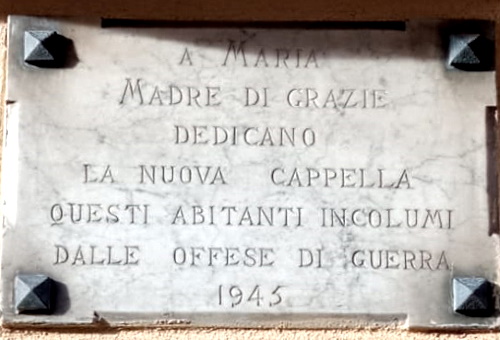 A MARIA
MADRE DI GRAZIE
DEDICANO
LA NUOVA CAPPELLA
QUESTI ABITANTI INCOLUMI
DALLE OFFESE DI GUERRA
1945